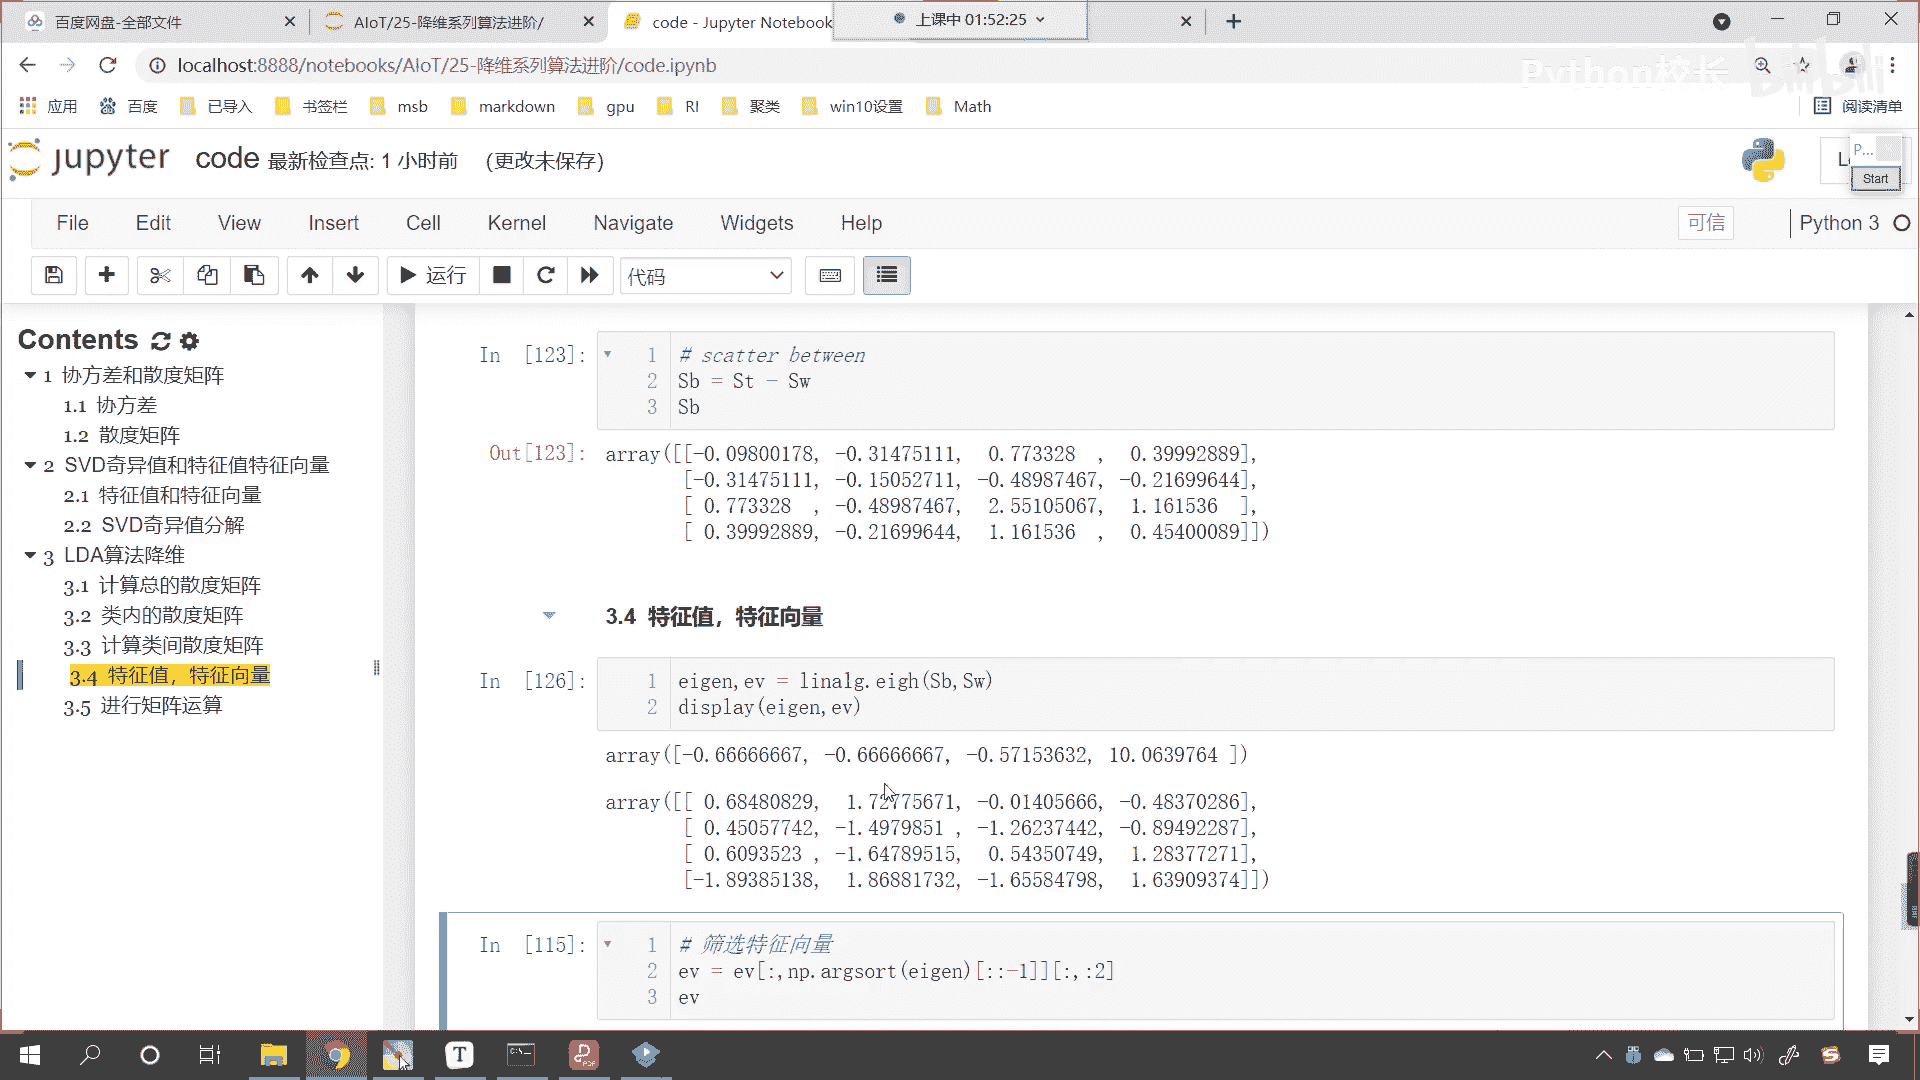 百度网盘-全部文件
AIoT/25-降维系列算法进阶/
code - Jupyter Notebook
上课中 01:52:25
localhost:8888/notebooks/AIoT/25-降维系列算法进阶/code.ipynb
Python校长
bilibili
应用 百度 已导入 书签栏 msb markdown gpu RI 聚类 win10设置 Math 阅读清单
jupyter code 最新检查点: 1 小时前 (更改未保存)
P...
Start
File Edit View Insert Cell Kernel Navigate Widgets Help 可信 Python 3
运行 代码
Contents
1 协方差和散度矩阵
1.1 协方差
1.2 散度矩阵
2 SVD奇异值和特征值特征向量
2.1 特征值和特征向量
2.2 SVD奇异值分解
3 LDA算法降维
3.1 计算总的散度矩阵
3.2 类内的散度矩阵
3.3 计算类间散度矩阵
3.4 特征值，特征向量
3.5 进行矩阵运算
In [123]:
1 # scatter between
2 Sb = St - Sw
3 Sb
Out[123]: array([[-0.09800178, -0.31475111, 0.773328 , 0.39992889],
[-0.31475111, -0.15052711, -0.48987467, -0.21699644],
[ 0.773328 , -0.48987467, 2.55105067, 1.161536 ],
[ 0.39992889, -0.21699644, 1.161536 , 0.45400089]])
3.4 特征值，特征向量
In [126]:
1 eigen,ev = linalg.eigh(Sb,Sw)
2 display(eigen,ev)
array([-0.66666667, -0.66666667, -0.57153632, 10.0639764 ])
array([[ 0.68480829, 1.72775671, -0.01405666, -0.48370286],
[ 0.45057742, -1.4979851 , -1.26237442, -0.89492287],
[ 0.6093523 , -1.64789515, 0.54350749, 1.28377271],
[-1.89385138, 1.86881732, -1.65584798, 1.63909374]])
In [115]:
1 # 筛选特征向量
2 ev = ev[:,np.argsort(eigen)[::-1]][:,:2]
3 ev